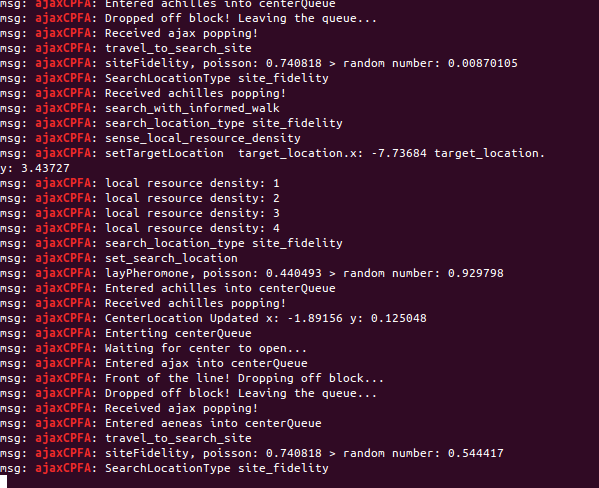 msg: ajaxCPFA: Entered achilles into centerQueue
msg: ajaxCPFA: Dropped off block! Leaving the queue...
msg: ajaxCPFA: Received ajax popping!
msg: ajaxCPFA: travel_to_search_site
msg: ajaxCPFA: siteFidelity, poisson: 0.740818 > random number: 0.00870105
msg: ajaxCPFA: SearchLocationType site_fidelity
msg: ajaxCPFA: Received achilles popping!
msg: ajaxCPFA: search_with_informed_walk
msg: ajaxCPFA: search_location_type site_fidelity
msg: ajaxCPFA: sense_local_resource_density
msg: ajaxCPFA: setTargetLocation  target_location.x: -7.73684 target_location.
y: 3.43727
msg: ajaxCPFA: local resource density: 1
msg: ajaxCPFA: local resource density: 2
msg: ajaxCPFA: local resource density: 3
msg: ajaxCPFA: local resource density: 4
msg: ajaxCPFA: search_location_type site_fidelity
msg: ajaxCPFA: set_search_location
msg: ajaxCPFA: layPheromone, poisson: 0.440493 > random number: 0.929798
msg: ajaxCPFA: Entered achilles into centerQueue
msg: ajaxCPFA: Received achilles popping!
msg: ajaxCPFA: CenterLocation Updated x: -1.89156 y: 0.125048
msg: ajaxCPFA: Enterting centerQueue
msg: ajaxCPFA: Waiting for center to open...
msg: ajaxCPFA: Entered ajax into centerQueue
msg: ajaxCPFA: Front of the line! Dropping off block...
msg: ajaxCPFA: Dropped off block! Leaving the queue...
msg: ajaxCPFA: Received ajax popping!
msg: ajaxCPFA: Entered aeneas into centerQueue
msg: ajaxCPFA: travel_to_search_site
msg: ajaxCPFA: siteFidelity, poisson: 0.740818 > random number: 0.544417
msg: ajaxCPFA: SearchLocationType site_fidelity